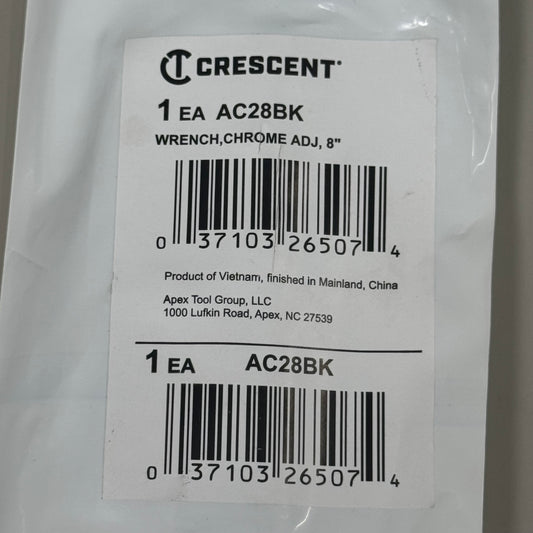 CRESCENT®
1 EA AC28BK
WRENCH,CHROME ADJ, 8"
0 37103 26507 4
Product of Vietnam, finished in Mainland, China
Apex Tool Group, LLC
1000 Lufkin Road, Apex, NC 27539
1 EA AC28BK
0 37103 26507 4